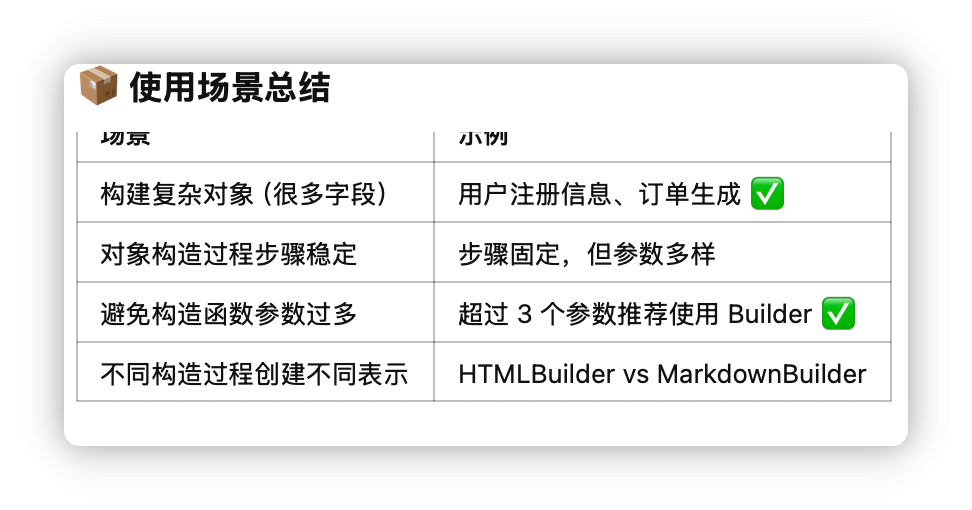 📦 使用场景总结
场景 示例
构建复杂对象（很多字段） 用户注册信息、订单生成 ✅
对象构造过程步骤稳定 步骤固定，但参数多样
避免构造函数参数过多 超过 3 个参数推荐使用 Builder ✅
不同构造过程创建不同表示 HTMLBuilder vs MarkdownBuilder